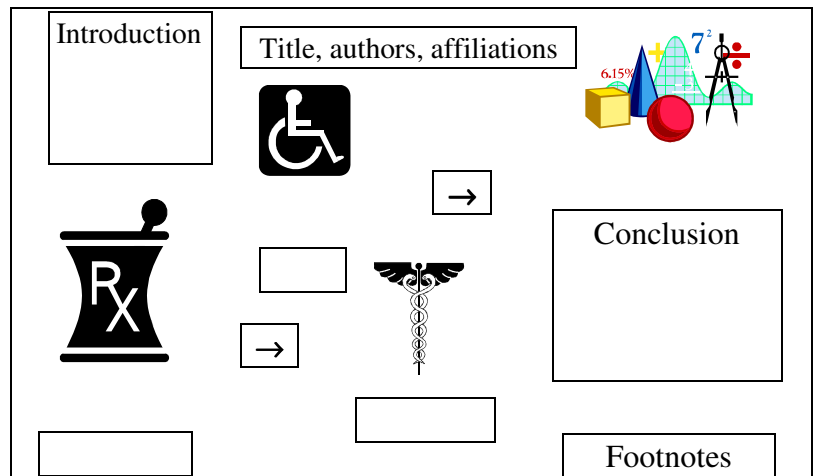 Introduction
Title, authors, affiliations
7²
6.15%
→
Conclusion
RX
→
Footnotes